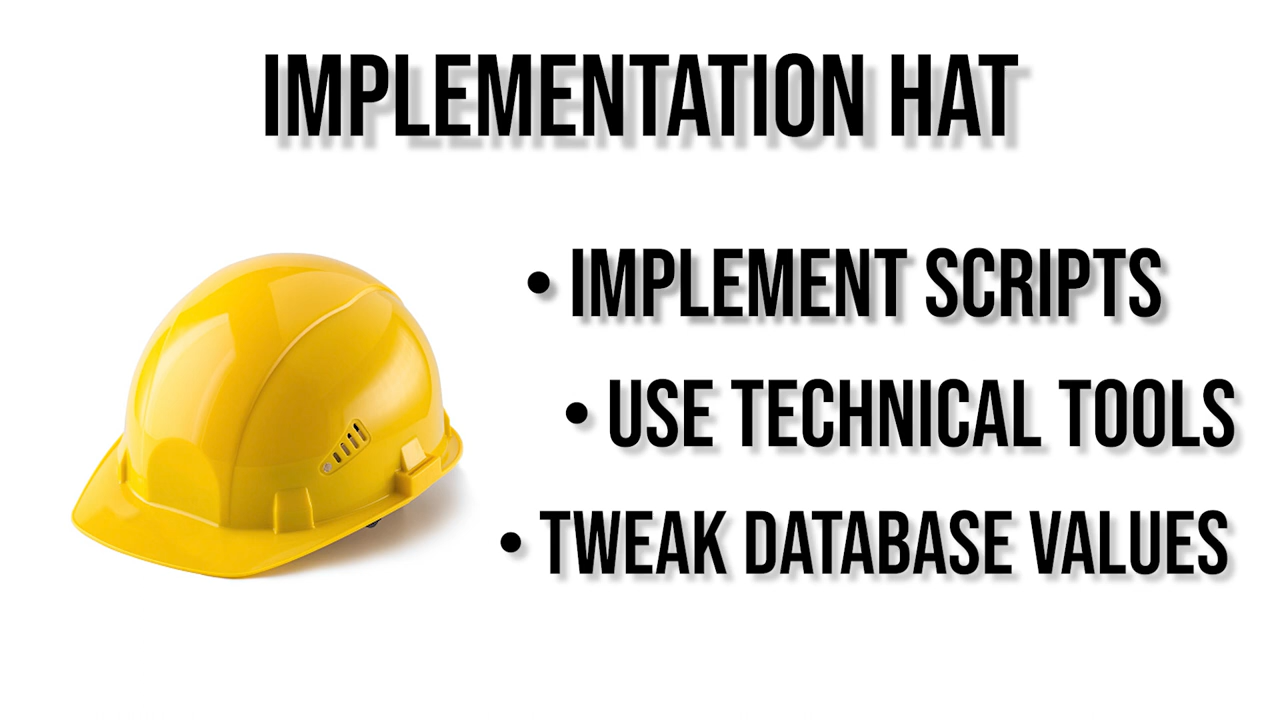 IMPLEMENTATION HAT
• IMPLEMENT SCRIPTS
• USE TECHNICAL TOOLS
• TWEAK DATABASE VALUES